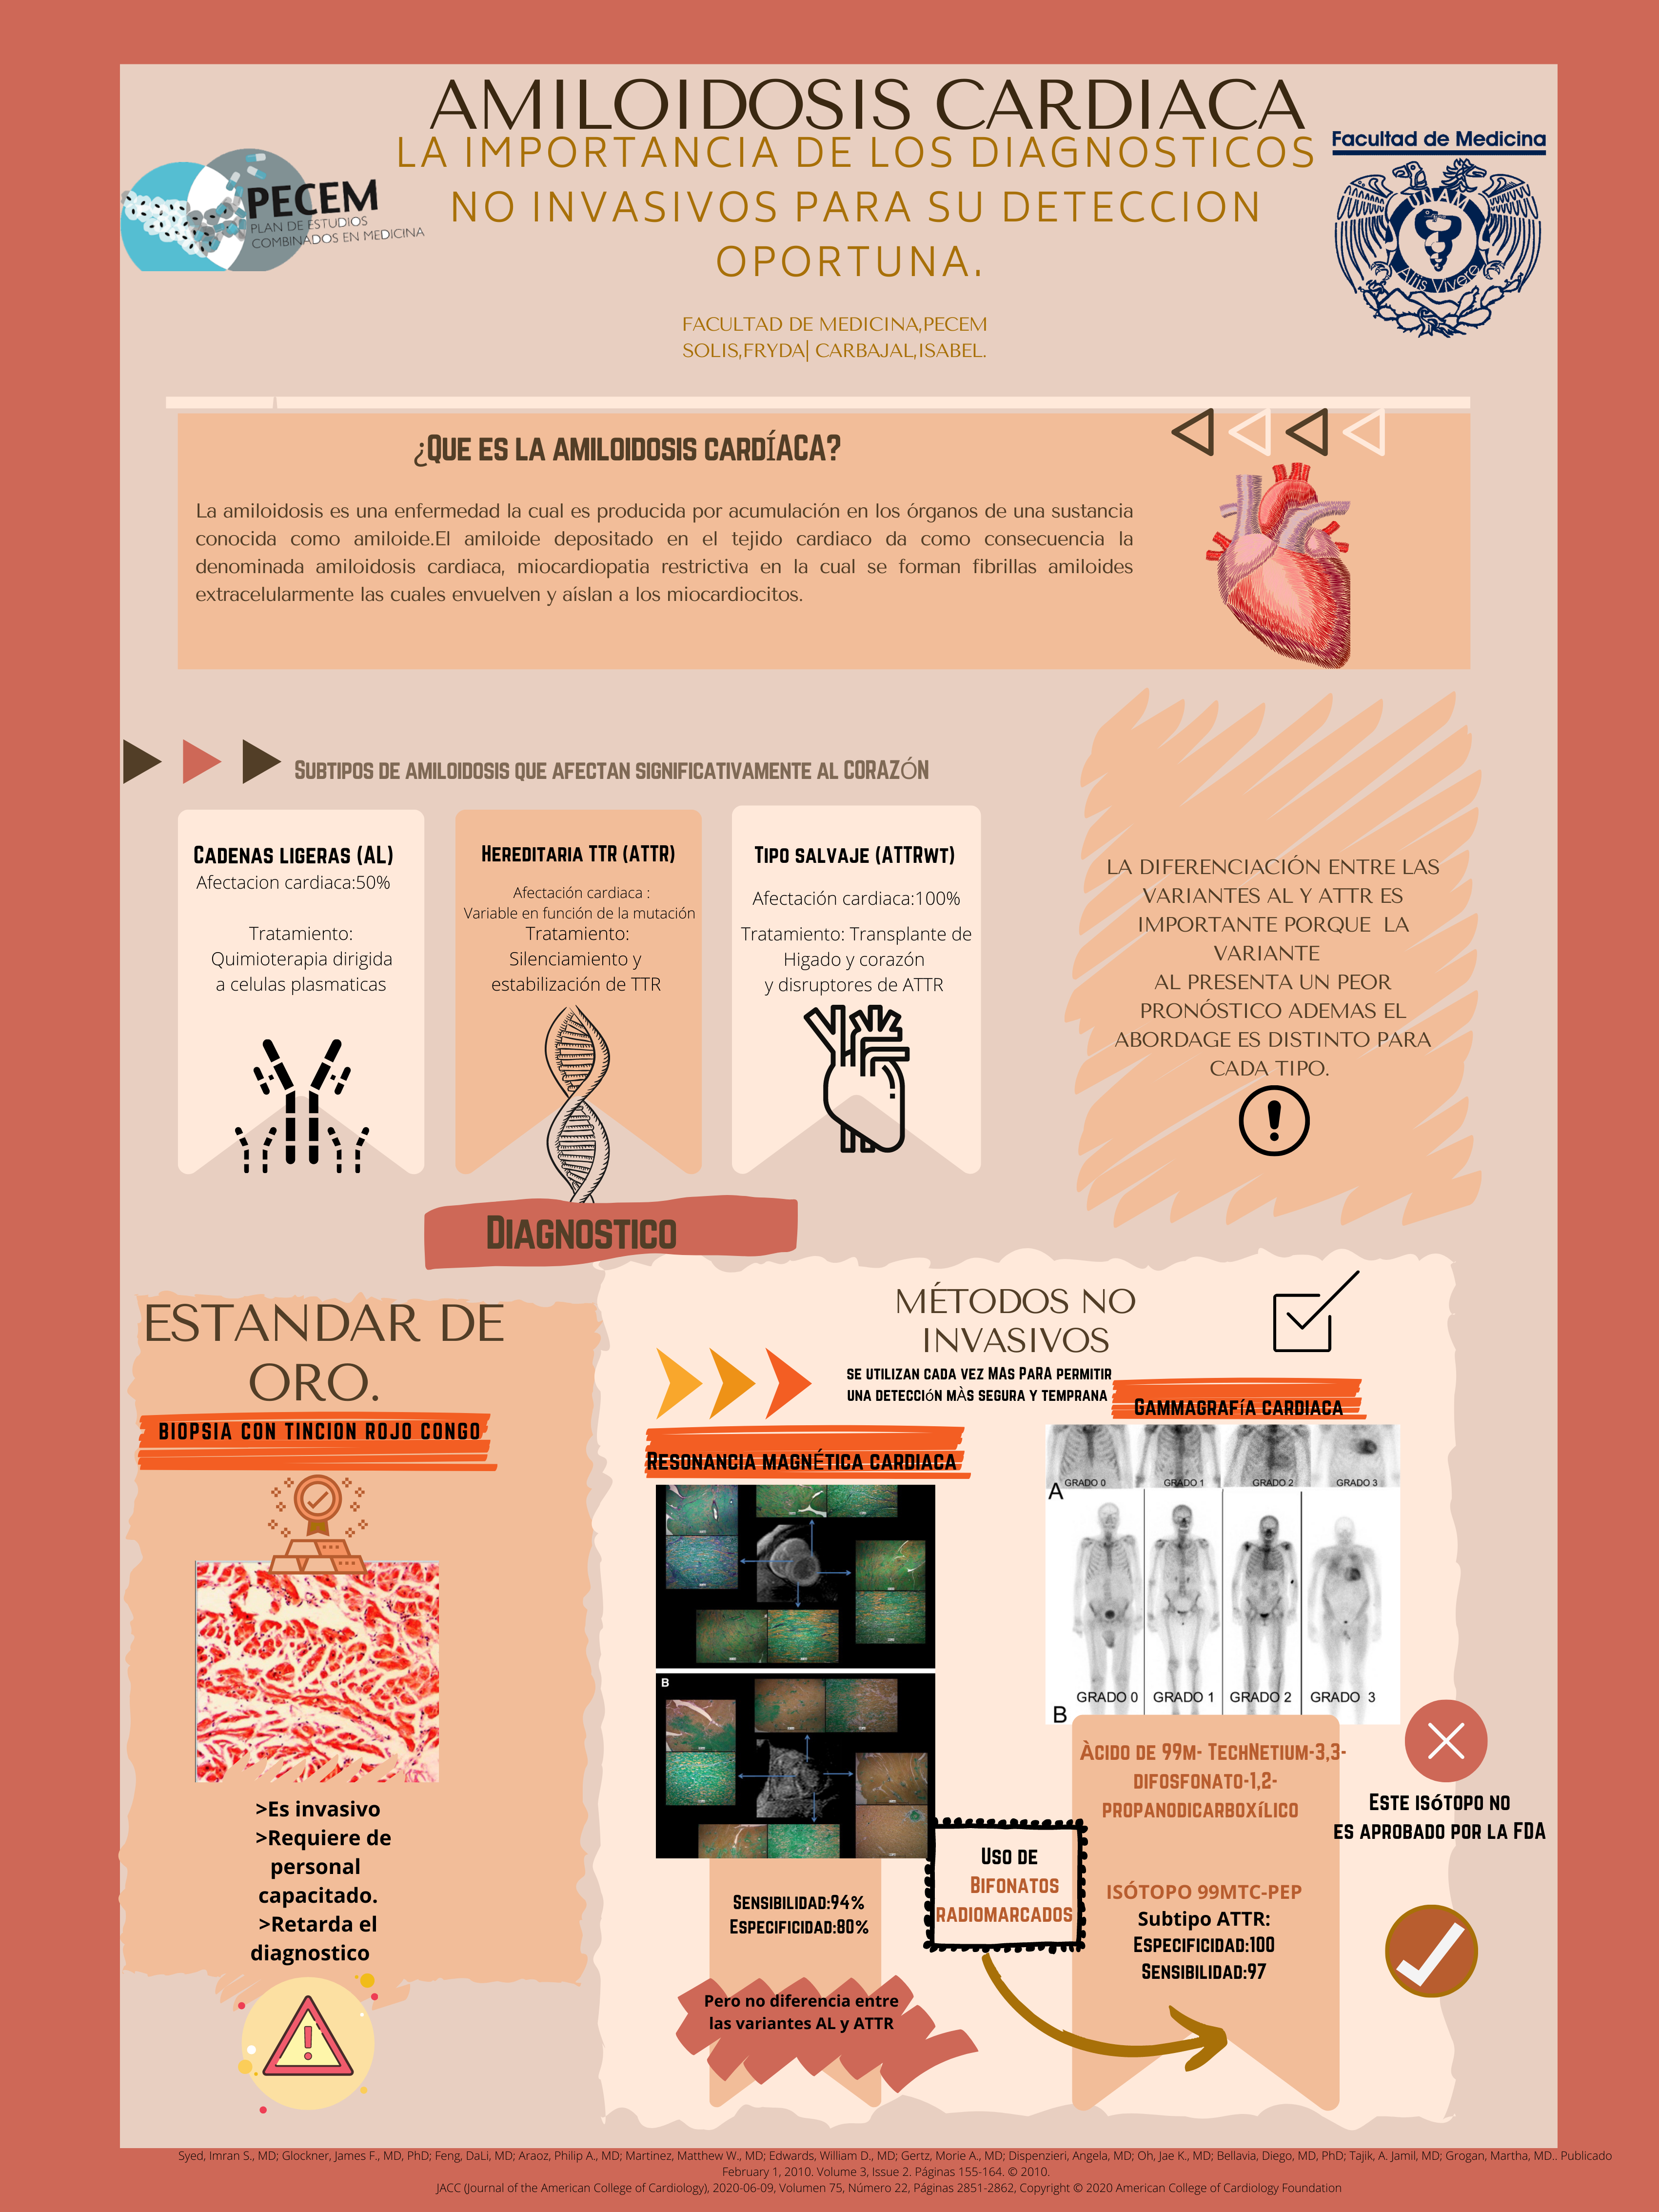 AMILOIDOSIS CARDIACA
LA IMPORTANCIA DE LOS DIAGNOSTICOS
NO INVASIVOS PARA SU DETECCION
OPORTUNA.
PECEM
PLAN DE ESTUDIOS
COMBINADOS EN MEDICINA
Facultad de Medicina
UNAM
Aliis Vivere
FACULTAD DE MEDICINA,PECEM
SOLIS,FRYDA| CARBAJAL,ISABEL.
¿QUE ES LA AMILOIDOSIS CARDÍACA?
La amiloidosis es una enfermedad la cual es producida por acumulación en los órganos de una sustancia
conocida como amiloide.El amiloide depositado en el tejido cardiaco da como consecuencia la
denominada amiloidosis cardiaca, miocardiopatia restrictiva en la cual se forman fibrillas amiloides
extracelularmente las cuales envuelven y aíslan a los miocardiocitos.
SUBTIPOS DE AMILOIDOSIS QUE AFECTAN SIGNIFICATIVAMENTE AL CORAZÓN
CADENAS LIGERAS (AL)
Afectacion cardiaca:50%
Tratamiento:
Quimioterapia dirigida
a celulas plasmaticas
HEREDITARIA TTR (ATTR)
Afectación cardiaca :
Variable en función de la mutación
Tratamiento:
Silenciamiento y
estabilización de TTR
TIPO SALVAJE (ATTRWT)
Afectación cardiaca:100%
Tratamiento: Transplante de
Higado y corazón
y disruptores de ATTR
LA DIFERENCIACIÓN ENTRE LAS
VARIANTES AL Y ATTR ES
IMPORTANTE PORQUE LA
VARIANTE
AL PRESENTA UN PEOR
PRONÓSTICO ADEMAS EL
ABORDAGE ES DISTINTO PARA
CADA TIPO.
DIAGNOSTICO
ESTANDAR DE
ORO.
BIOPSIA CON TINCION ROJO CONGO
>Es invasivo
>Requiere de
personal
capacitado.
>Retarda el
diagnostico
MÉTODOS NO
INVASIVOS
SE UTILIZAN CADA VEZ MAS PARA PERMITIR
UNA DETECCIÓN MÀS SEGURA Y TEMPRANA
RESONANCIA MAGNÉTICA CARDIACA
B
SENSIBILIDAD:94%
ESPECIFICIDAD:80%
Pero no diferencia entre
las variantes AL y ATTR
GAMMAGRAFÍA CARDIACA
GRADO 0 GRADO 1 GRADO 2 GRADO 3
A
GRADO 0 GRADO 1 GRADO 2 GRADO 3
B
USO DE
BIFONATOS
RADIOMARCADOS
ÀCIDO DE 99M- TECHNETIUM-3,3-
DIFOSFONATO-1,2-
PROPANODICARBOXÍLICO
ESTE ISÓTOPO NO
ES APROBADO POR LA FDA
ISÓTOPO 99MTC-PEP
Subtipo ATTR:
ESPECIFICIDAD:100
SENSIBILIDAD:97
Syed, Imran S., MD; Glockner, James F., MD, PhD; Feng, DaLi, MD; Araoz, Philip A., MD; Martinez, Matthew W., MD; Edwards, William D., MD; Gertz, Morie A., MD; Dispenzieri, Angela, MD; Oh, Jae K., MD; Bellavia, Diego, MD, PhD; Tajik, A. Jamil, MD; Grogan, Martha, MD.. Publicado
February 1, 2010. Volume 3, Issue 2. Páginas 155-164. © 2010.
JACC (Journal of the American College of Cardiology), 2020-06-09, Volumen 75, Número 22, Páginas 2851-2862, Copyright © 2020 American College of Cardiology Foundation